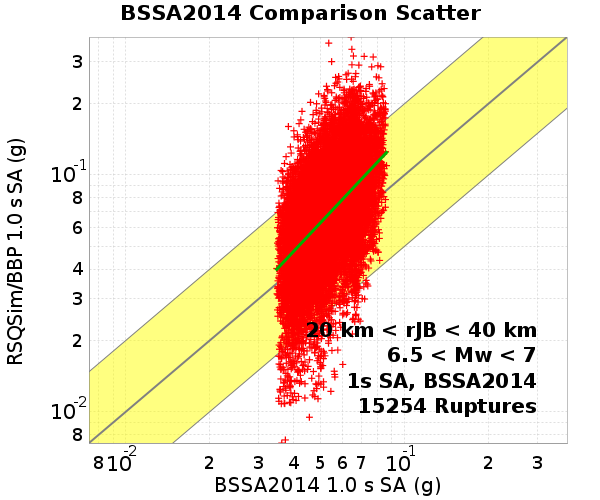 BSSA2014 Comparison Scatter
RSQSim/BBP 1.0 s SA (g)
3
2
10-1
8
6
4
3
2
10-2
8
20 km < rJB < 40 km
6.5 < Mw < 7
1s SA, BSSA2014
15254 Ruptures
8 10-2 2 3 4 5 6 7 10-1 2 3
BSSA2014 1.0 s SA (g)